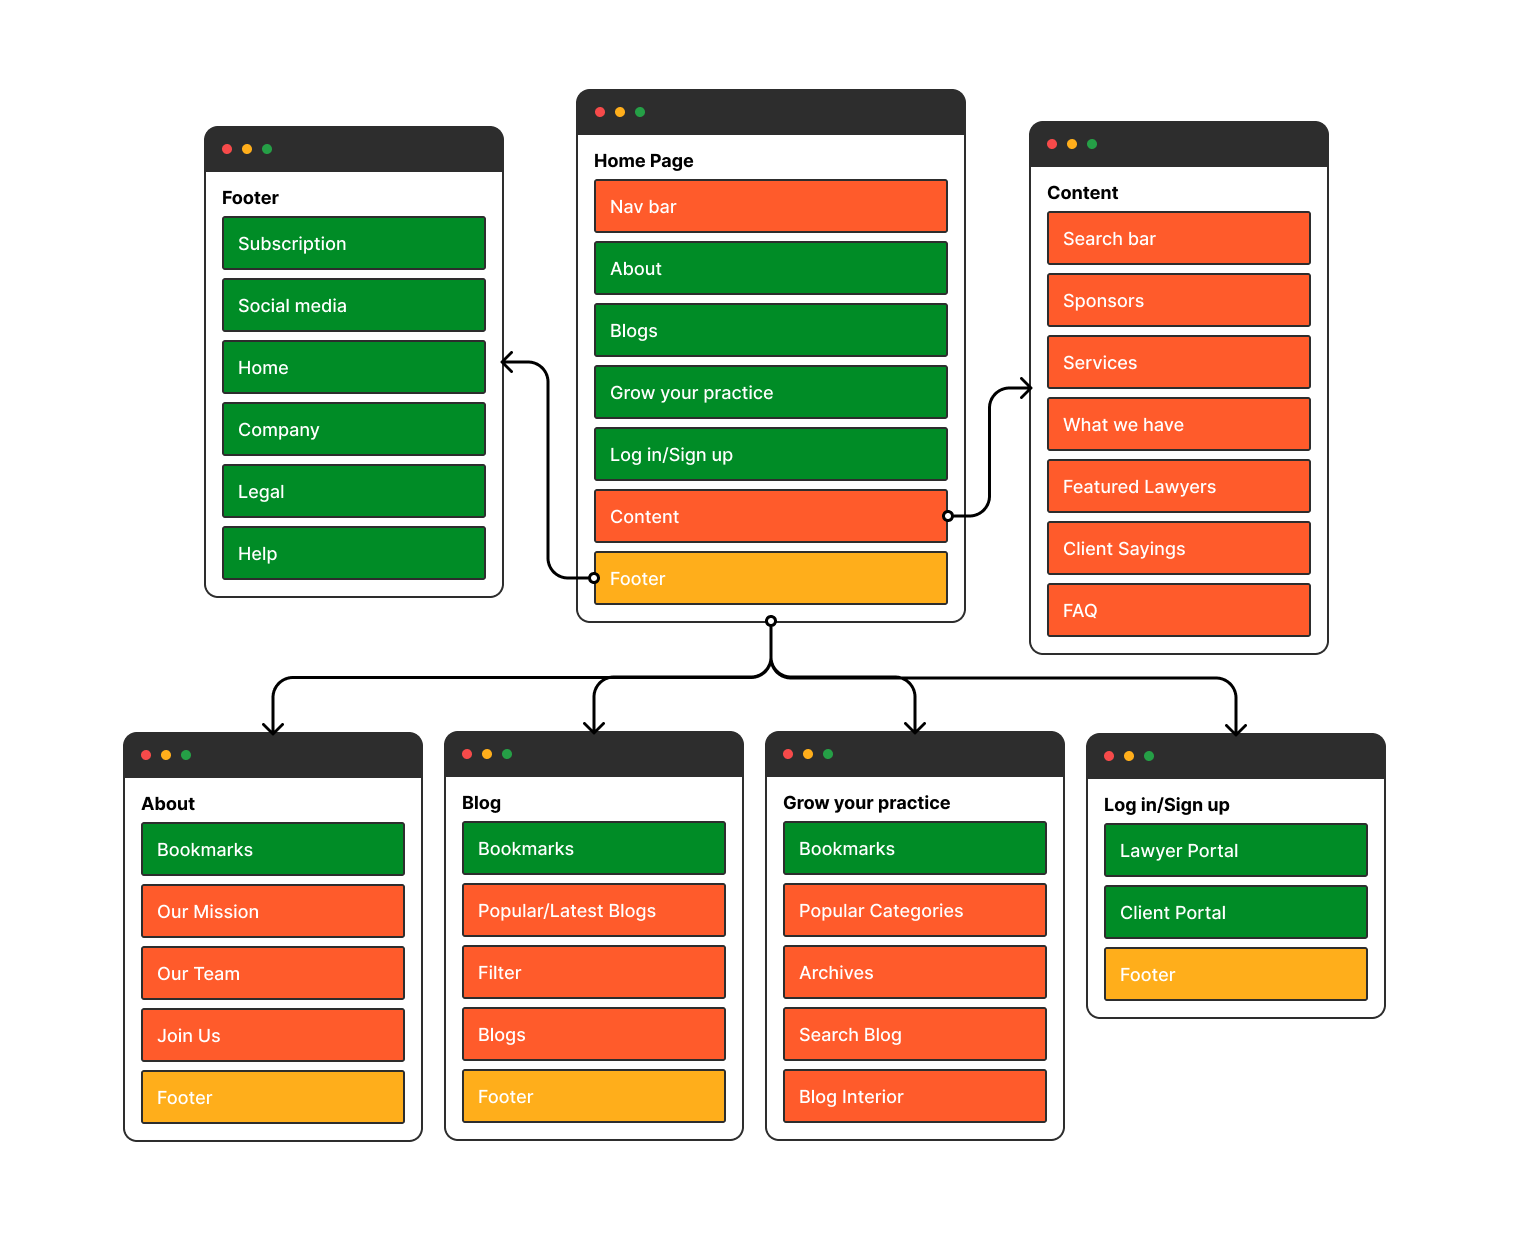 Footer
Subscription
Social media
Home
Company
Legal
Help
Home Page
Nav bar
About
Blogs
Grow your practice
Log in/Sign up
Content
Footer
Content
Search bar
Sponsors
Services
What we have
Featured Lawyers
Client Sayings
FAQ
About
Bookmarks
Our Mission
Our Team
Join Us
Footer
Blog
Bookmarks
Popular/Latest Blogs
Filter
Blogs
Footer
Grow your practice
Bookmarks
Popular Categories
Archives
Search Blog
Blog Interior
Log in/Sign up
Lawyer Portal
Client Portal
Footer